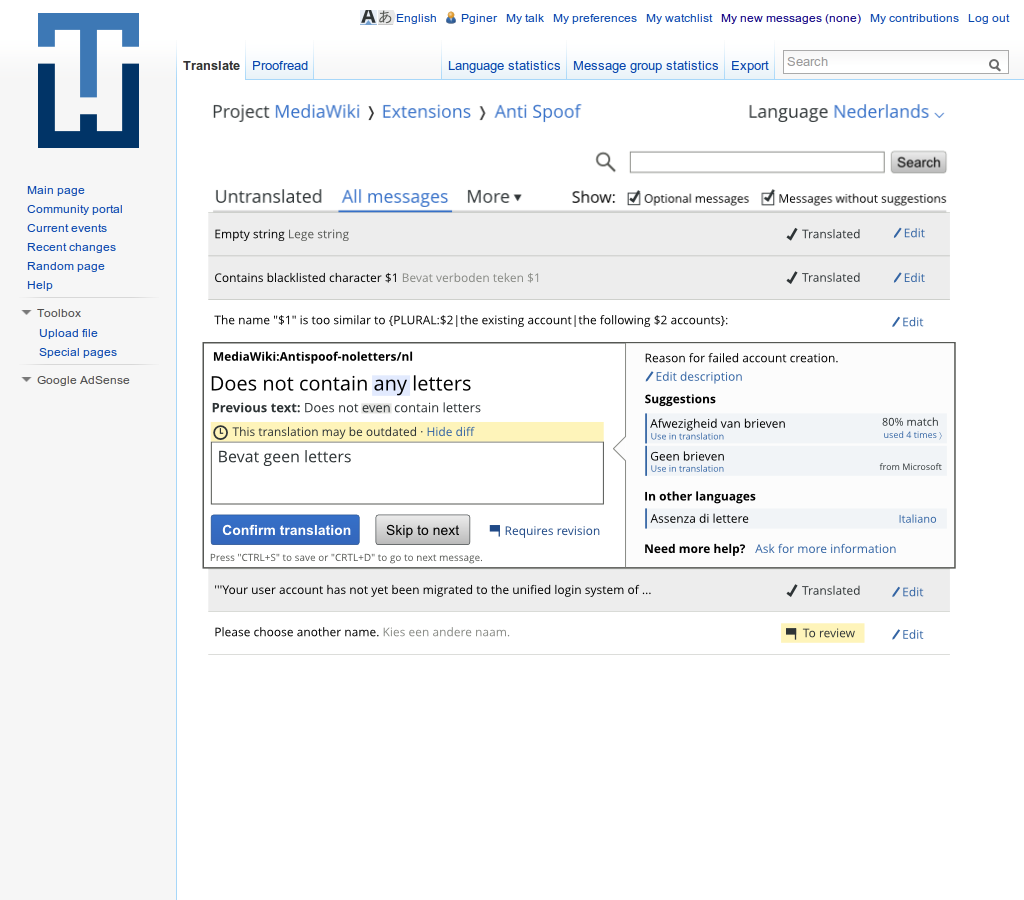 Aあ English Pginer My talk My preferences My watchlist My new messages (none) My contributions Log out
Translate Proofread Language statistics Message group statistics Export Search
Project MediaWiki ❭ Extensions ❭ Anti Spoof Language Nederlands
Search
Untranslated All messages More ▾ Show: Optional messages Messages without suggestions
Main page
Community portal
Current events
Recent changes
Random page
Help
Toolbox
Upload file
Special pages
Google AdSense
Empty string Lege string Translated Edit
Contains blacklisted character $1 Bevat verboden teken $1 Translated Edit
The name "$1" is too similar to {PLURAL:$2|the existing account|the following $2 accounts}: Edit
MediaWiki:Antispoof-noletters/nl
Does not contain any letters
Previous text: Does not even contain letters
This translation may be outdated · Hide diff
Bevat geen letters
Confirm translation Skip to next Requires revision
Press "CTRL+S" to save or "CRTL+D" to go to next message.
Reason for failed account creation.
Edit description
Suggestions
Afwezigheid van brieven 80% match
Use in translation used 4 times ⟩
Geen brieven
Use in translation from Microsoft
In other languages
Assenza di lettere Italiano
Need more help? Ask for more information
'''Your user account has not yet been migrated to the unified login system of ... Translated Edit
Please choose another name. Kies een andere naam. To review Edit